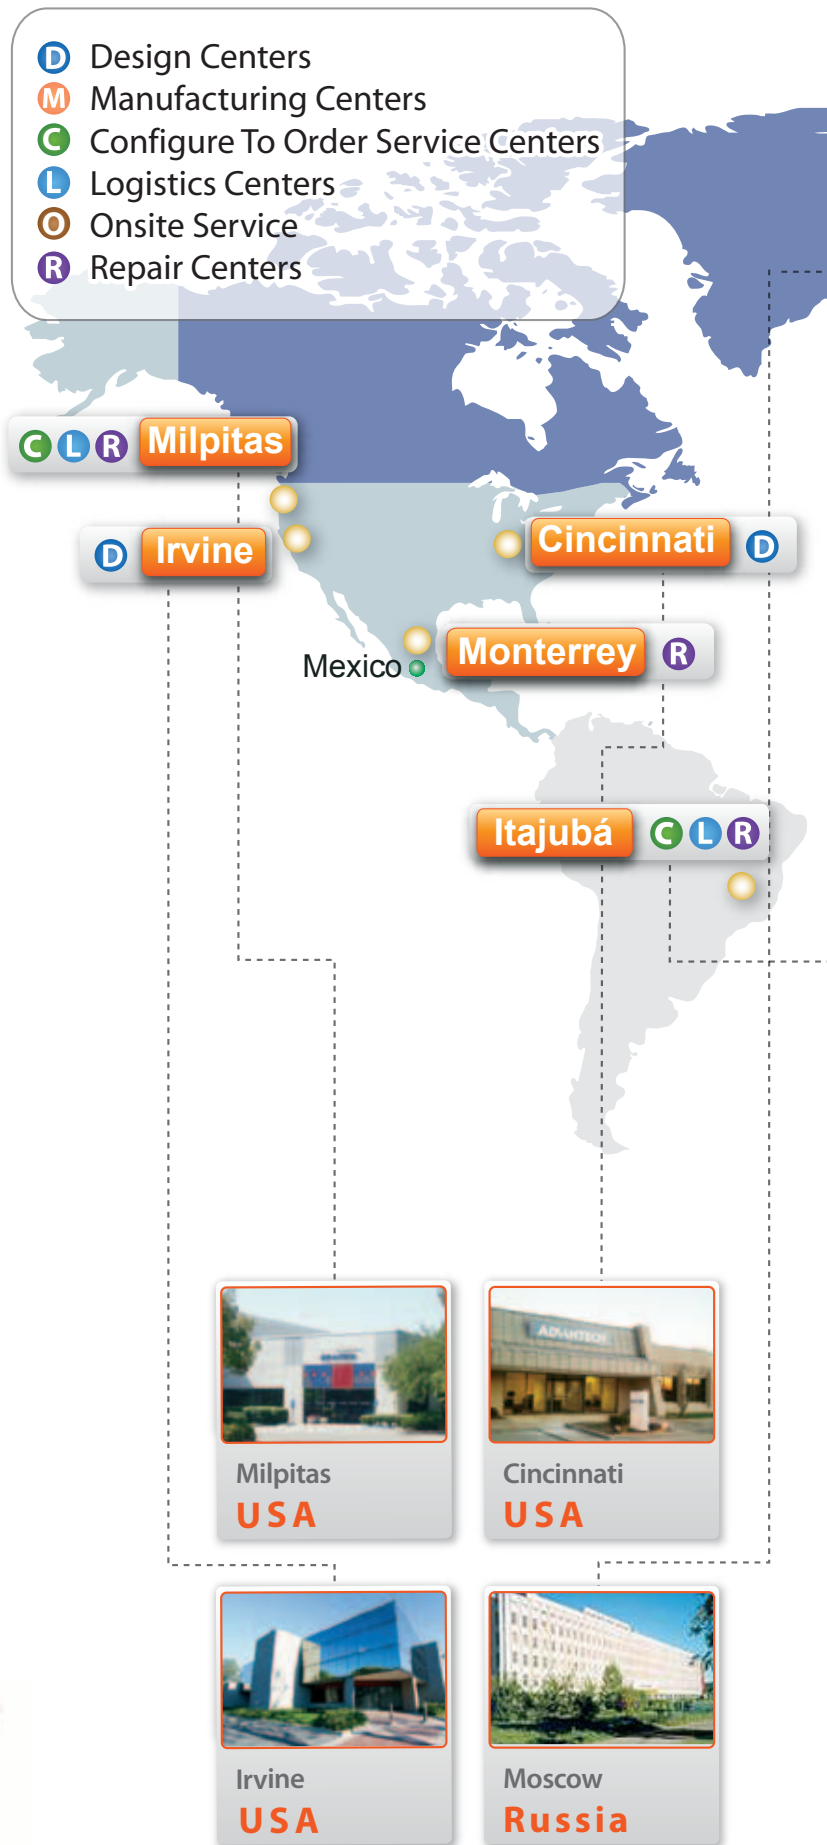 D Design Centers
M Manufacturing Centers
C Configure To Order Service Centers
L Logistics Centers
O Onsite Service
R Repair Centers
C L R Milpitas
D Irvine
Cincinnati D
Monterrey R
Mexico
Itajubá C L R
ADVANTECH
Milpitas
USA
Cincinnati
USA
Irvine
USA
Moscow
Russia